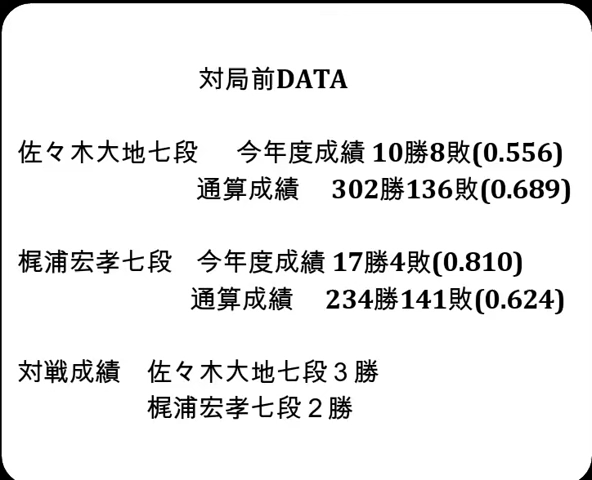 対局前DATA
佐々木大地七段　今年度成績 10勝8敗(0.556)
通算成績　302勝136敗(0.689)
梶浦宏孝七段　今年度成績 17勝4敗(0.810)
通算成績　234勝141敗(0.624)
対戦成績　佐々木大地七段３勝
梶浦宏孝七段２勝